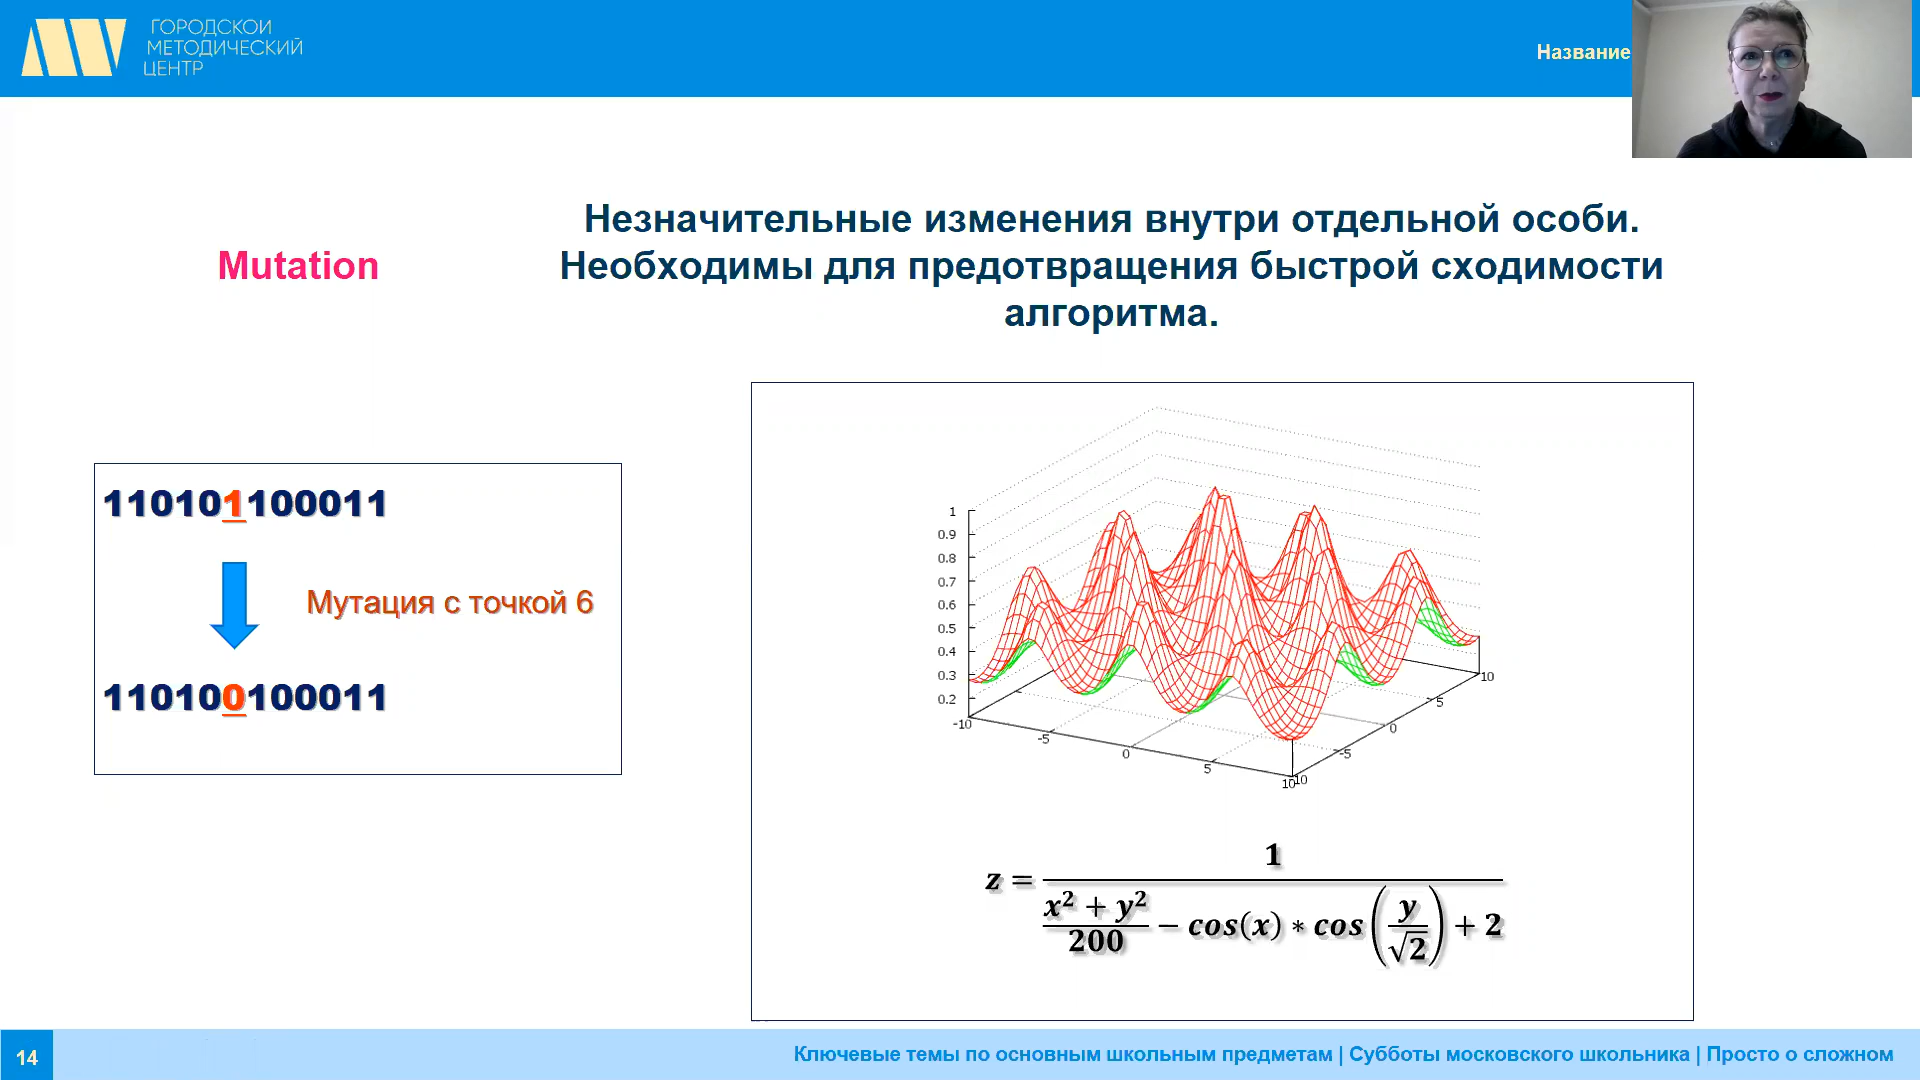 ГОРОДСКОЙ
МЕТОДИЧЕСКИЙ
ЦЕНТР
Название
Незначительные изменения внутри отдельной особи.
Необходимы для предотвращения быстрой сходимости
алгоритма.
Mutation
110101100011
Мутация с точкой 6
110100100011
1
0.9
0.8
0.7
0.6
0.5
0.4
0.3
0.2
-10
-5
0
5
10
-10
-5
0
5
10
z = 1 / (x² + y² / 200 − cos(x) * cos(y / √2) + 2)
14
Ключевые темы по основным школьным предметам | Субботы московского школьника | Просто о сложном